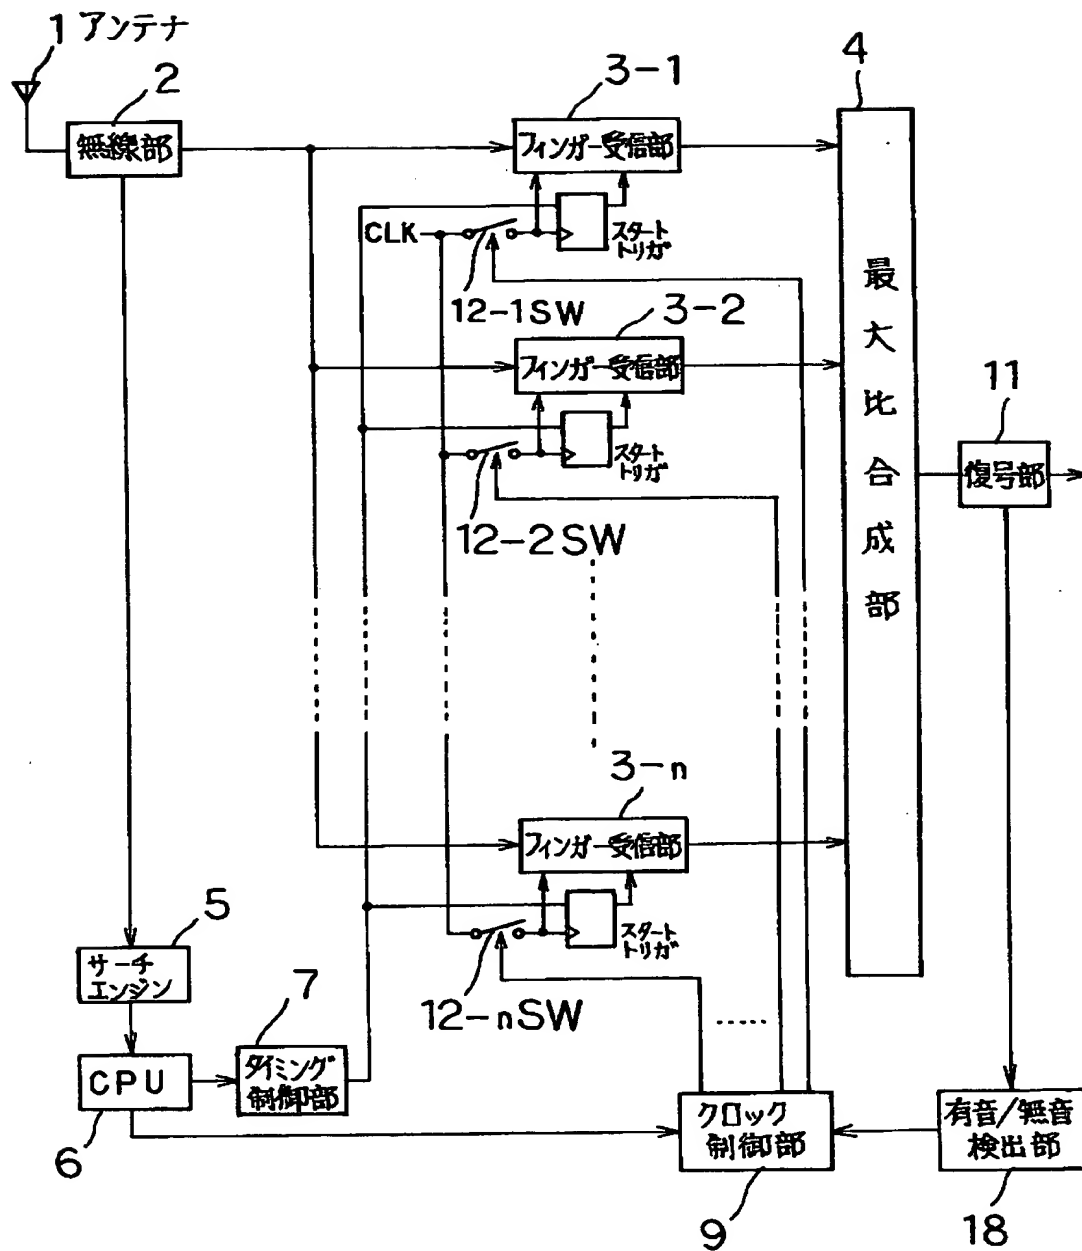 1 アンテナ
2
無線部
3-1
フィンガー受信部
4
CLK
スタート
トリガ
12-1SW
3-2
フィンガー受信部
スタート
トリガ
12-2SW
最大比合成部
11
復号部
3-n
フィンガー受信部
スタート
トリガ
12-nSW
5
サーチ
エンジン
7
タイミング
制御部
CPU
6
クロック
制御部
9
有音/無音
検出部
18